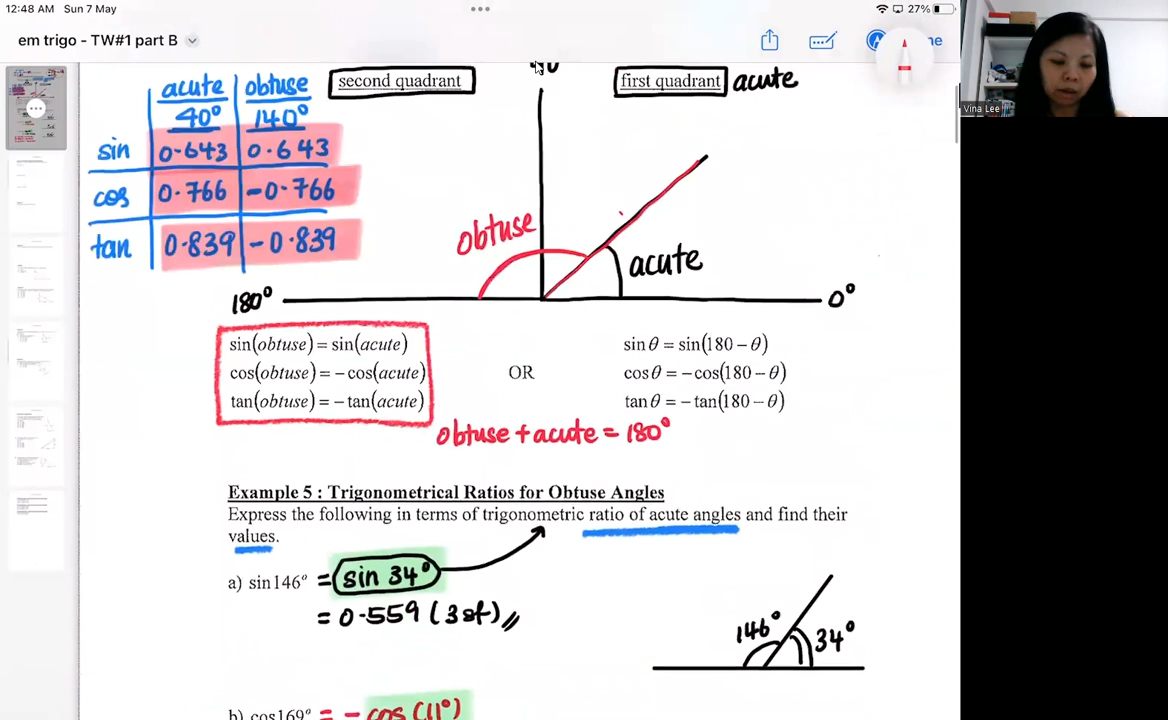 12:48 AM Sun 7 May
27%
em trigo - TW#1 part B
Vina Lee
acute obtuse
40° 140°
sin 0.643 0.643
cos 0.766 -0.766
tan 0.839 -0.839
second quadrant
first quadrant acute
obtuse
acute
180°
0°
sin(obtuse) = sin(acute)
cos(obtuse) = -cos(acute)
tan(obtuse) = -tan(acute)
OR
sin θ = sin(180 - θ)
cos θ = -cos(180 - θ)
tan θ = -tan(180 - θ)
obtuse + acute = 180°
Example 5 : Trigonometrical Ratios for Obtuse Angles
Express the following in terms of trigonometric ratio of acute angles and find their
values.
a) sin146° = sin 34°
= 0.559 (3sf)
146° 34°
b) cos169° = - cos (11°)